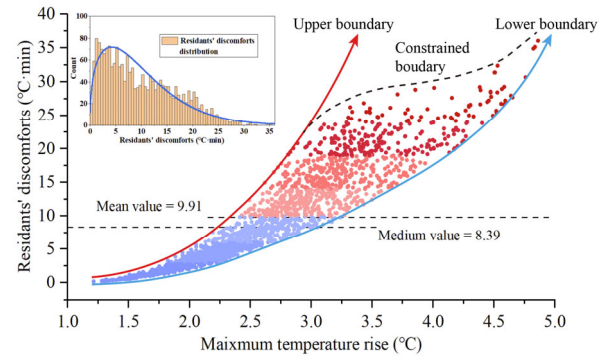 Upper boundary
Lower boundary
Constrained
boudary
Residants' discomforts
distribution
Count
100
80
60
40
20
0
0
5
10
15
20
25
30
35
Residents' discomforts (°C·min)
Residents' discomforts (°C·min)
40
35
30
25
20
15
10
5
0
Mean value = 9.91
Medium value = 8.39
1.0
1.5
2.0
2.5
3.0
3.5
4.0
4.5
5.0
Maixmum temperature rise (°C)